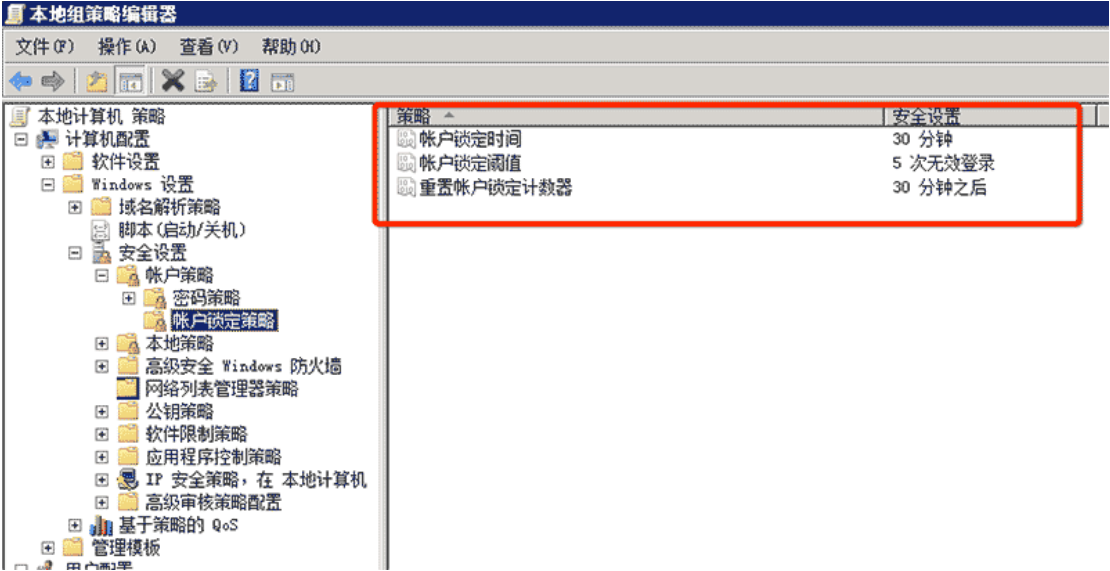 本地组策略编辑器
文件(F) 操作(A) 查看(V) 帮助(H)
本地计算机 策略
计算机配置
软件设置
Windows 设置
域名解析策略
脚本(启动/关机)
安全设置
帐户策略
密码策略
帐户锁定策略
本地策略
高级安全 Windows 防火墙
网络列表管理器策略
公钥策略
软件限制策略
应用程序控制策略
IP 安全策略，在 本地计算机
高级审核策略配置
基于策略的 QoS
管理模板
用户配置
策略 安全设置
帐户锁定时间 30 分钟
帐户锁定阈值 5 次无效登录
重置帐户锁定计数器 30 分钟之后